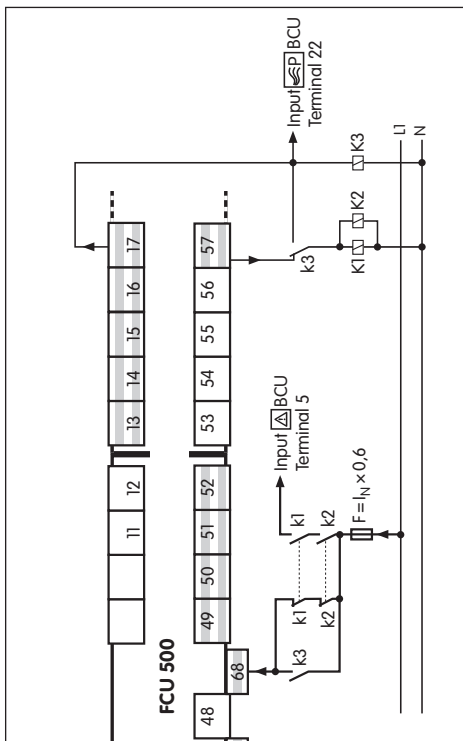 11 12 13 14 15 16 17
FCU 500
48 49 50 51 52 53 54 55 56 57
68
Input P BCU
Terminal 22
Input ⚠ BCU
Terminal 5
k3
k1
k2
k1
k2
k3
F = I_N × 0,6
K1
K2
K3
L1
N